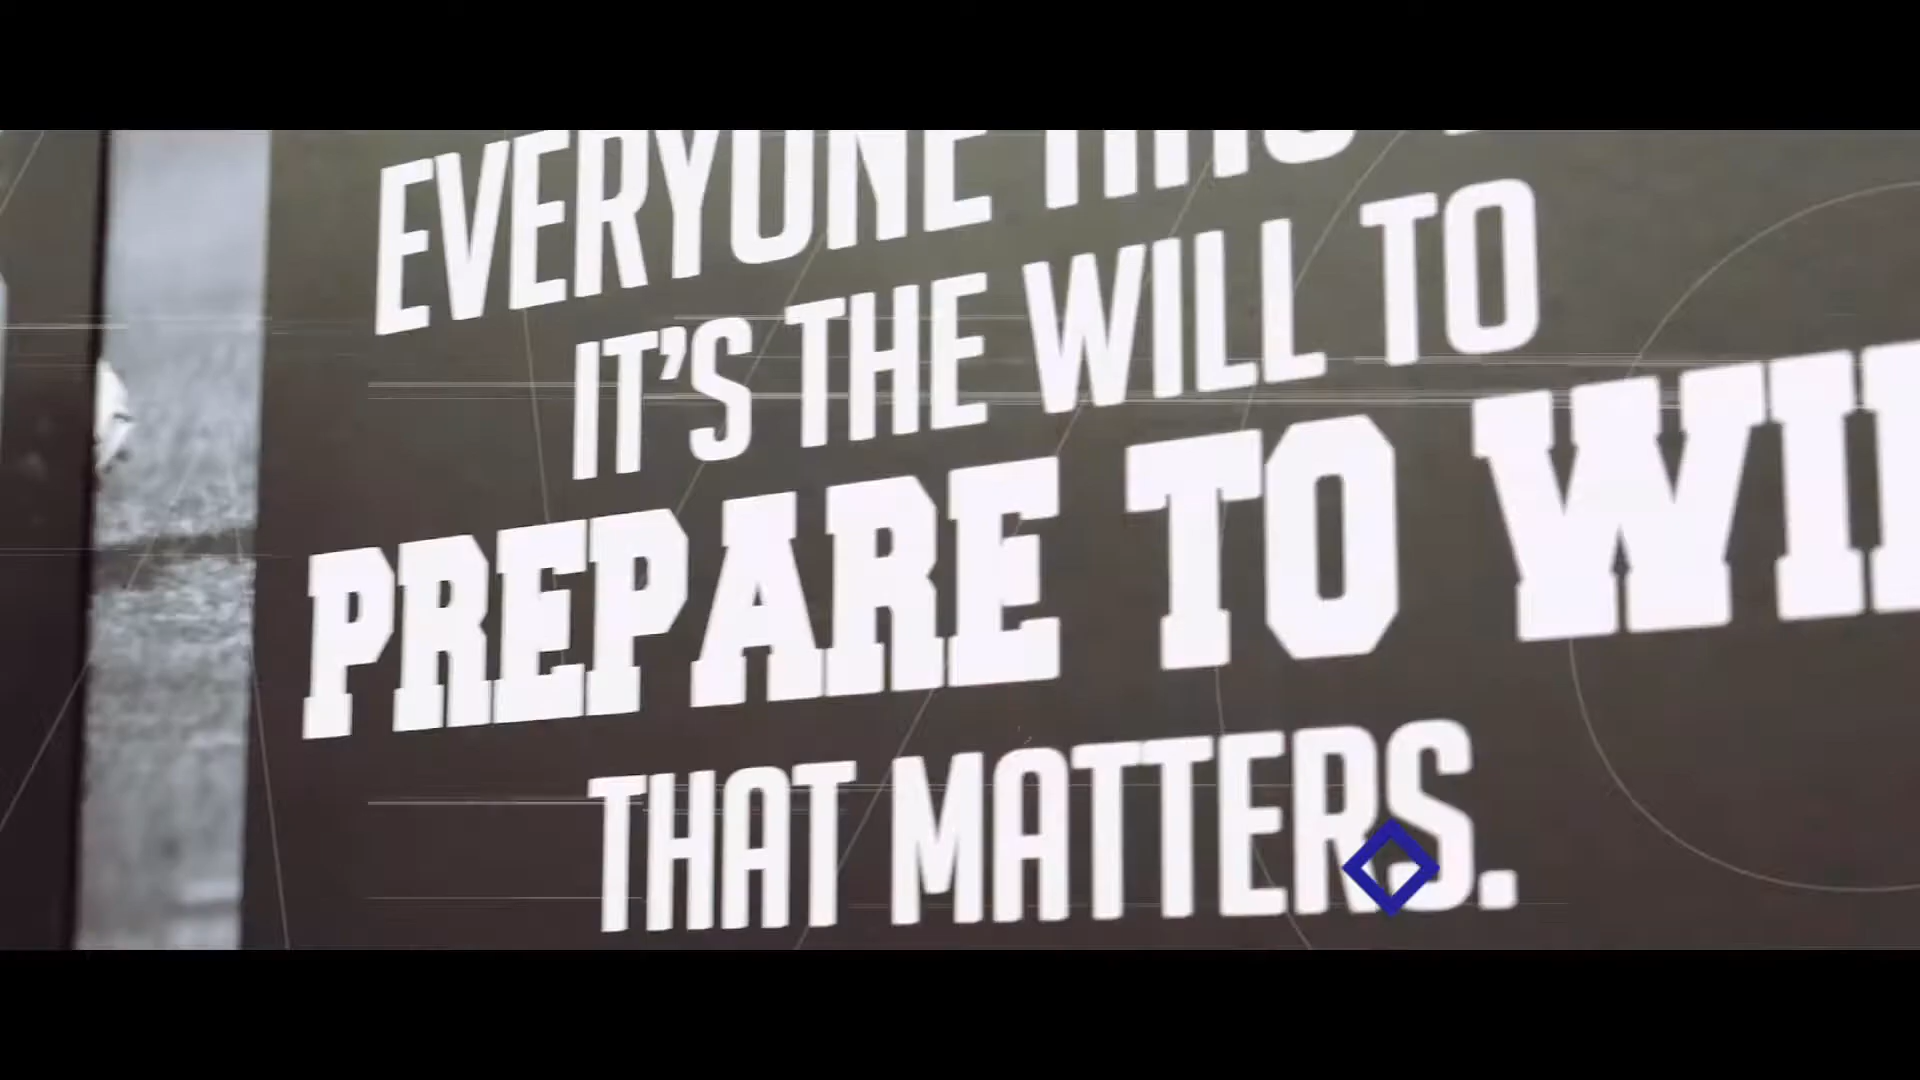 EVERYONE
IT'S THE WILL TO
PREPARE TO
THAT MATTERS.